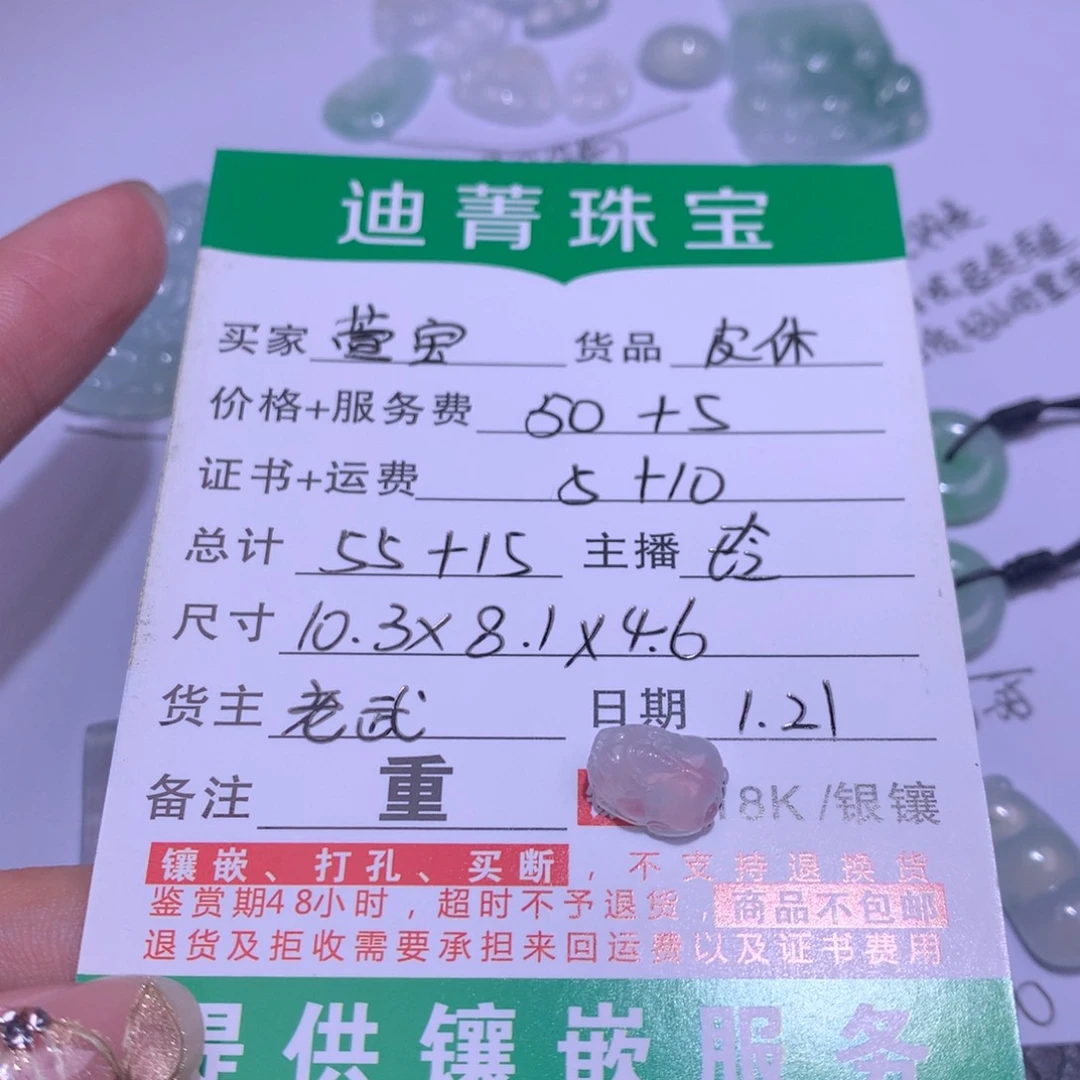 迪菁珠宝
买家 萱宝 货品 皮休
价格+服务费 50+5
证书+运费 5+10
总计 55+15 主播 玲
尺寸 10.3×8.1×4.6
货主 老武 日期 1.21
备注 重 18K/银镶
镶嵌、打孔、买断，不支持退换货
鉴赏期48小时，超时不予退货，商品不包邮
退货及拒收需要承担来回运费以及证书费用
提供镶嵌服务